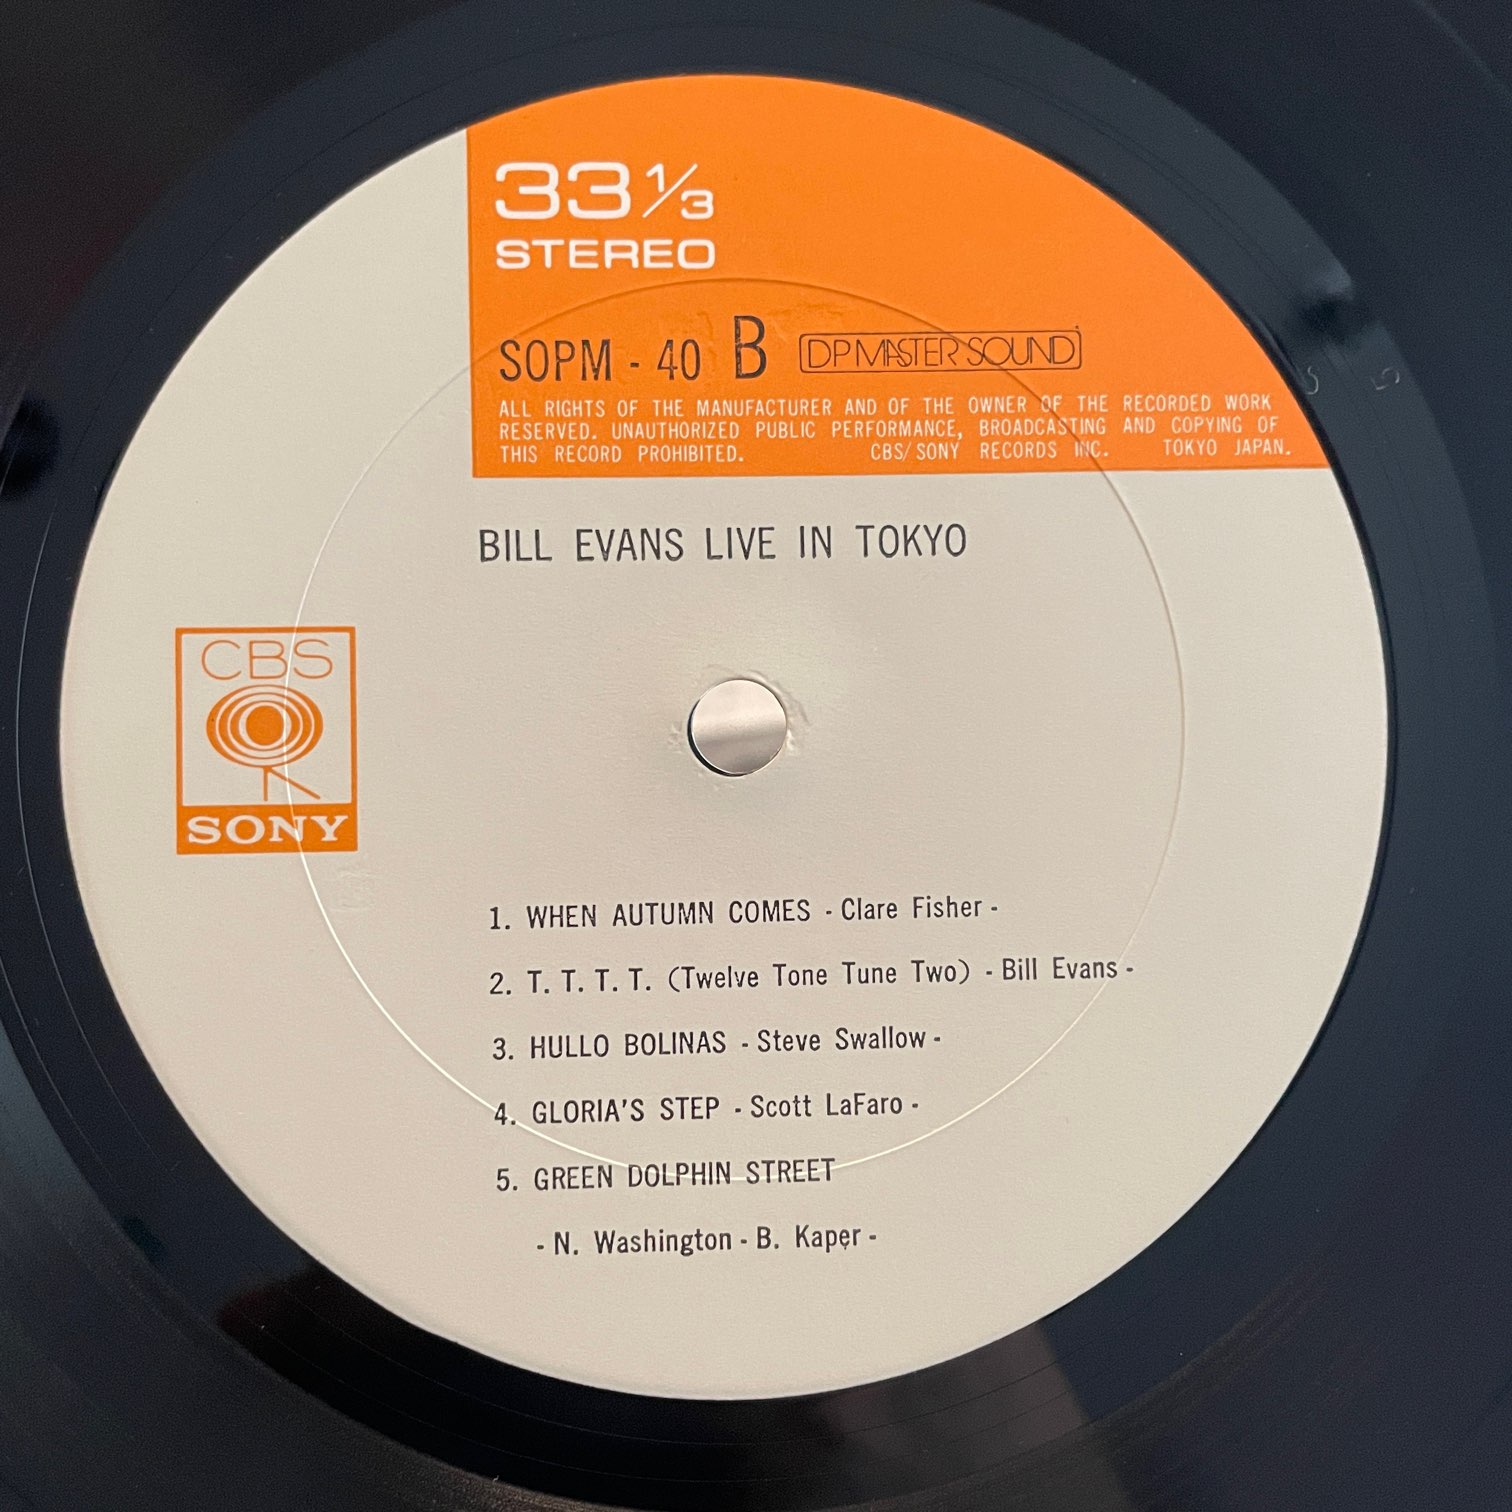 33 1/3
STEREO
SOPM - 40 B DP MASTER SOUND
ALL RIGHTS OF THE MANUFACTURER AND OF THE OWNER OF THE RECORDED WORK
RESERVED. UNAUTHORIZED PUBLIC PERFORMANCE, BROADCASTING AND COPYING OF
THIS RECORD PROHIBITED. CBS/SONY RECORDS INC. TOKYO JAPAN.
BILL EVANS LIVE IN TOKYO
CBS
SONY
1. WHEN AUTUMN COMES - Clare Fisher -
2. T. T. T. T. (Twelve Tone Tune Two) - Bill Evans -
3. HULLO BOLINAS - Steve Swallow -
4. GLORIA'S STEP - Scott LaFaro -
5. GREEN DOLPHIN STREET
- N. Washington - B. Kaper -